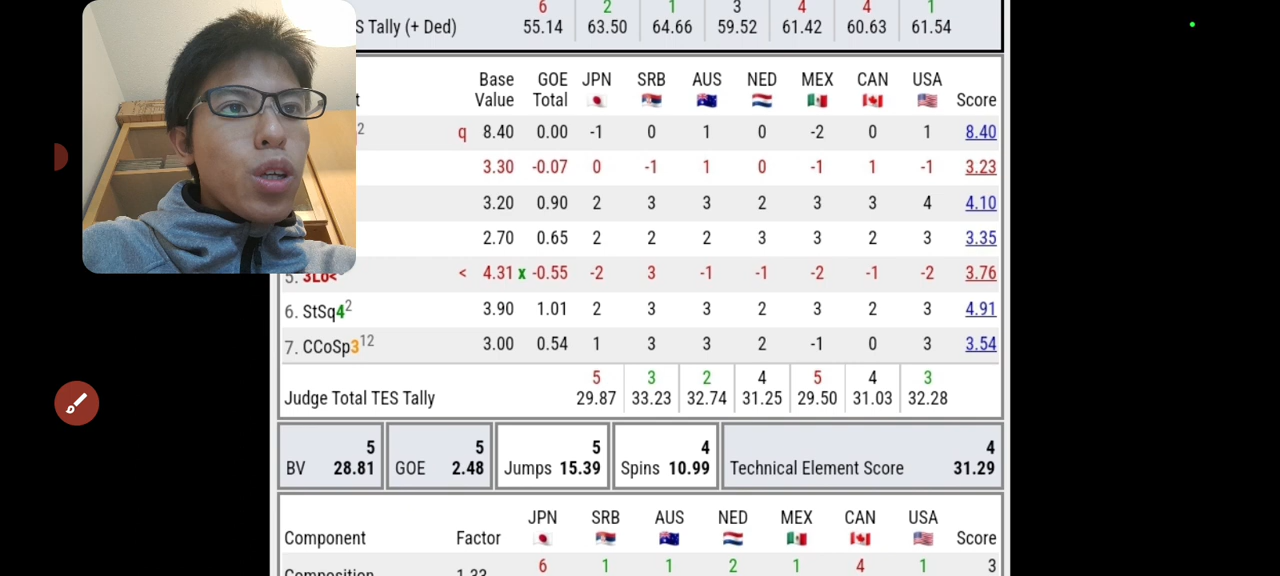 6 2 1 3 4 4 1
S Tally (+ Ded) 55.14 63.50 64.66 59.52 61.42 60.63 61.54
Base GOE JPN SRB AUS NED MEX CAN USA
t Value Total Score
2 q 8.40 0.00 -1 0 1 0 -2 0 1 8.40
3.30 -0.07 0 -1 1 0 -1 1 -1 3.23
3.20 0.90 2 3 3 2 3 3 4 4.10
2.70 0.65 2 2 2 3 3 2 3 3.35
5. 3Lo< < 4.31 x -0.55 -2 3 -1 -1 -2 -1 -2 3.76
6. StSq4² 3.90 1.01 2 3 3 2 3 2 3 4.91
7. CCoSp3¹² 3.00 0.54 1 3 3 2 -1 0 3 3.54
5 3 2 4 5 4 3
Judge Total TES Tally 29.87 33.23 32.74 31.25 29.50 31.03 32.28
5 5 5 4 4
BV 28.81 GOE 2.48 Jumps 15.39 Spins 10.99 Technical Element Score 31.29
JPN SRB AUS NED MEX CAN USA
Component Factor Score
6 1 1 2 1 4 1 3
Composition 1.33